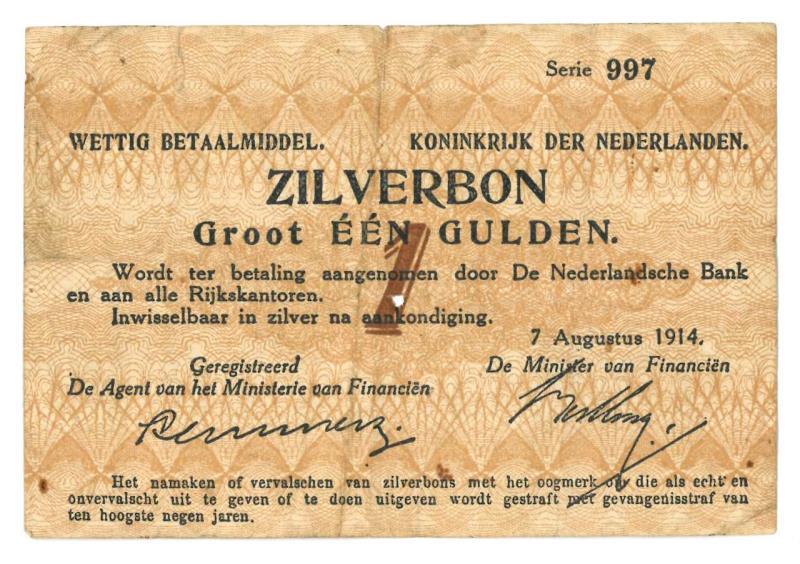 Serie 997
WETTIG BETAALMIDDEL. KONINKRIJK DER NEDERLANDEN.
ZILVERBON
Groot ÉÉN GULDEN.
1
Wordt ter betaling aangenomen door De Nederlandsche Bank
en aan alle Rijkskantoren.
Inwisselbaar in zilver na aankondiging.
7 Augustus 1914.
Geregistreerd De Minister van Financiën
De Agent van het Ministerie van Financiën
Het namaken of vervalschen van zilverbons met het oogmerk op die als echt en
onvervalscht uit te geven of te doen uitgeven wordt gestraft met gevangenisstraf van
ten hoogste negen jaren.